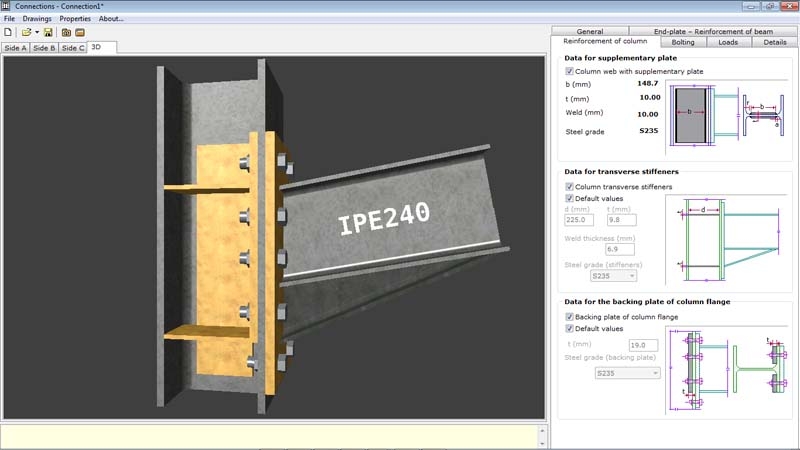 Connections - Connection1*
File Drawings Properties About...
Side A Side B Side C 3D
General End-plate – Reinforcement of beam
Reinforcement of column Bolting Loads Details
IPE240
Data for supplementary plate
Column web with supplementary plate
b (mm) 148.7
t (mm) 10.00
Weld (mm) 10.00
Steel grade S235
b
b
Data for transverse stiffeners
Column transverse stiffeners
Default values
d (mm) t (mm)
225.0 9.8
Weld thickness (mm)
6.9
Steel grade (stiffeners)
S235
d
Data for the backing plate of column flange
Backing plate of column flange
Default values
t (mm) 19.0
Steel grade (backing plate)
S235
t
t